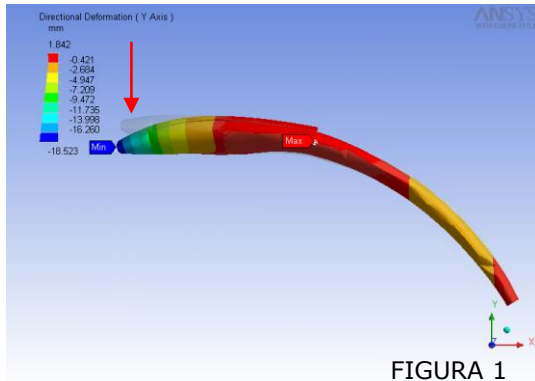 Directional Deformation ( Y Axis )
mm
1.842
-0.421
-2.684
-4.947
-7.209
-9.472
-11.735
-13.998
-16.260
-18.523
Min
Max
ANSYS
Y
X
Z
FIGURA 1